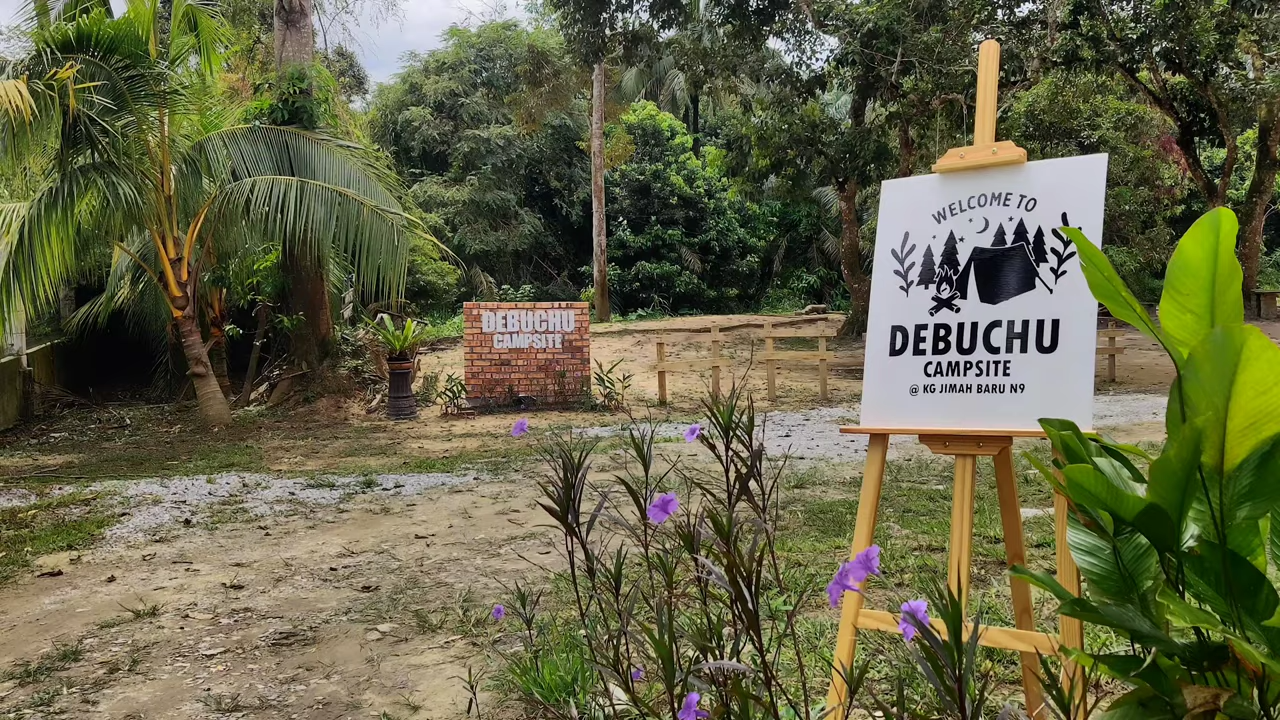 DEBUCHU
CAMPSITE
WELCOME TO
DEBUCHU
CAMPSITE
@ KG JIMAH BARU N9